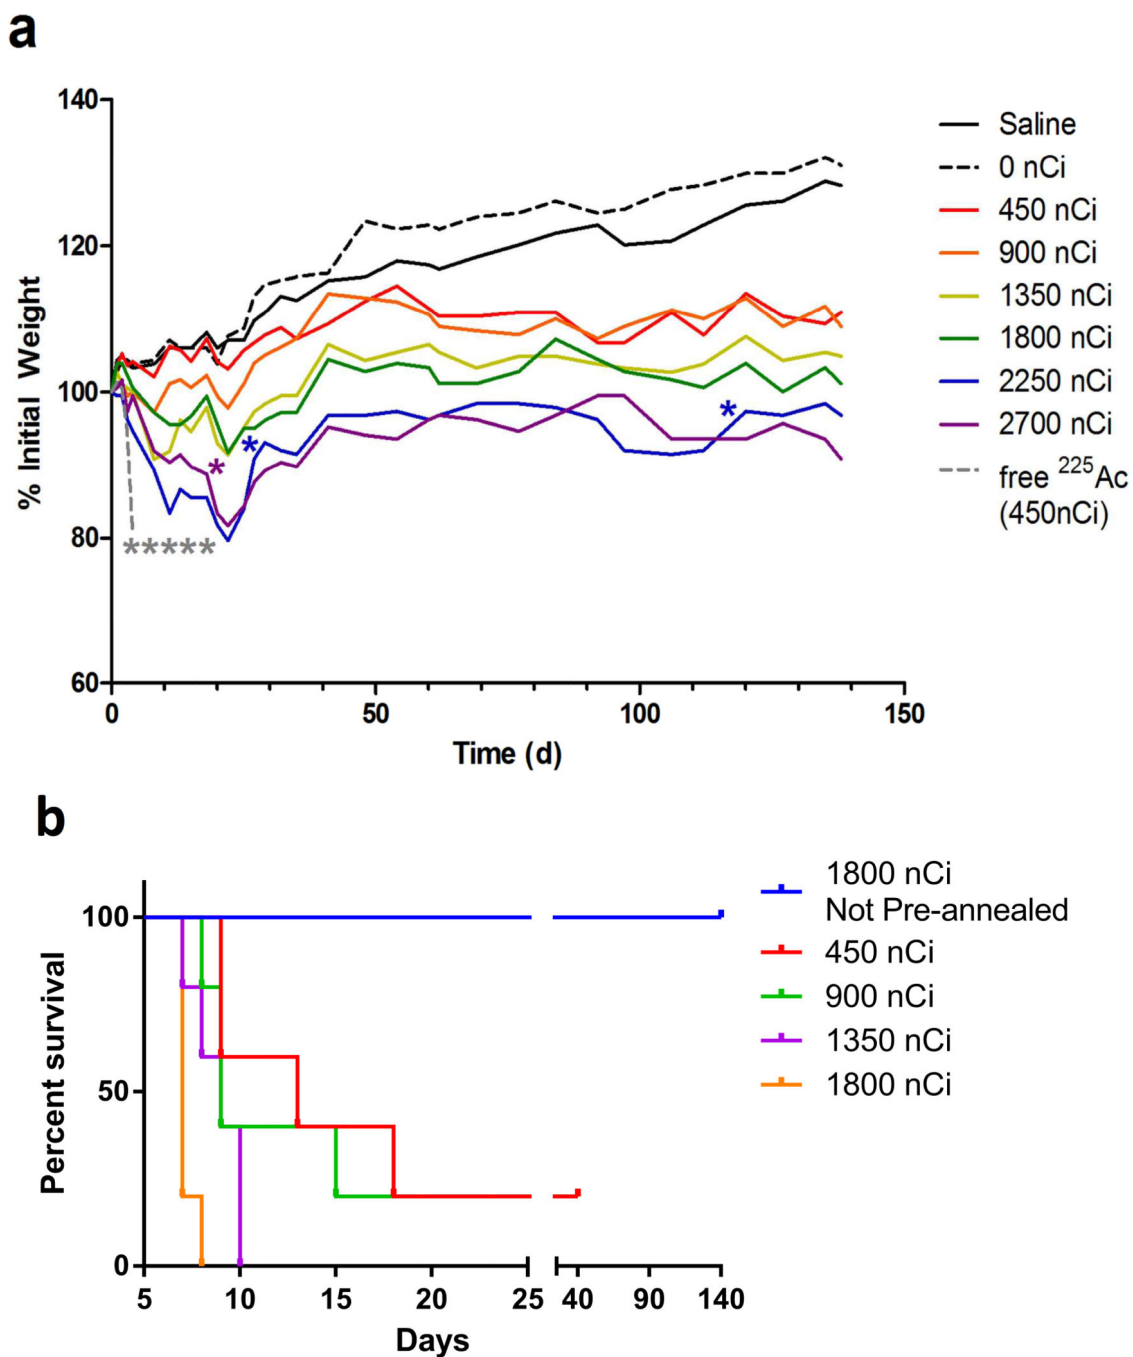 a
140
120
100
80
60
0
50
100
150
% Initial Weight
Time (d)
Saline
0 nCi
450 nCi
900 nCi
1350 nCi
1800 nCi
2250 nCi
2700 nCi
free ²²⁵Ac
(450nCi)
*
*
*
*****
b
100
50
0
5
10
15
20
25
40
90
140
Percent survival
Days
1800 nCi
Not Pre-annealed
450 nCi
900 nCi
1350 nCi
1800 nCi